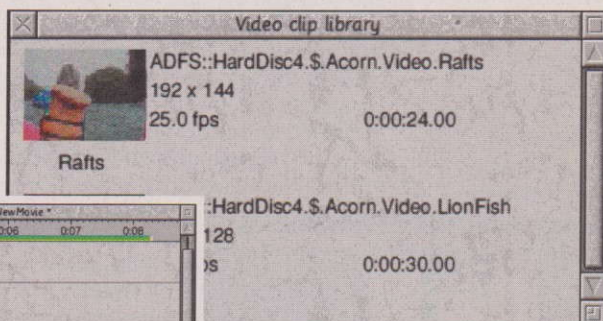 Video clip library
ADFS::HardDisc4.$.Acorn.Video.Rafts
192 x 144
25.0 fps 0:00:24.00
Rafts
:HardDisc4.$.Acorn.Video.LionFish
128
0:00:30.00
NewMovie *
0:06 0:07 0:08